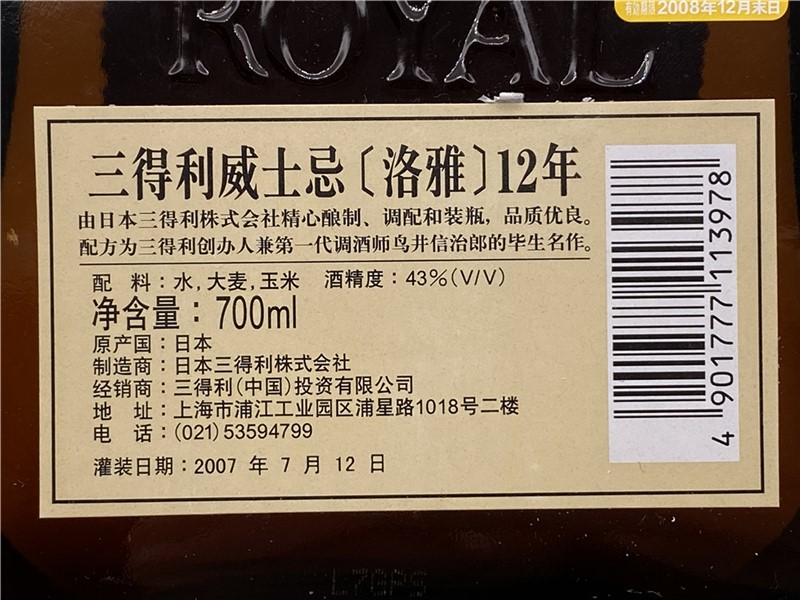 ROYAL
有效期限 2008年12月末日
三得利威士忌〔洛雅〕12年
由日本三得利株式会社精心酿制、调配和装瓶，品质优良。
配方为三得利创办人兼第一代调酒师鸟井信治郎的毕生名作。
配 料：水,大麦,玉米 酒精度：43%(V/V)
净含量：700ml
原产国：日本
制造商：日本三得利株式会社
经销商：三得利(中国)投资有限公司
地 址：上海市浦江工业园区浦星路1018号二楼
电 话：(021)53594799
灌装日期：2007 年 7 月 12 日
4 901777 113978